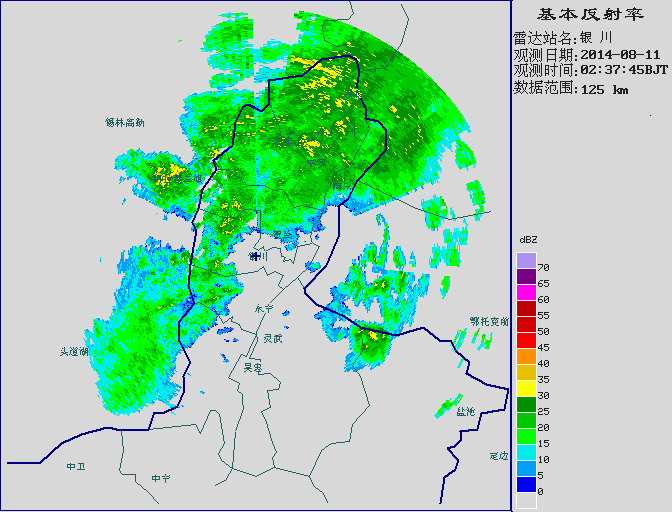 基本反射率
雷达站名:银 川
观测日期:2014-08-11
观测时间:02:37:45BJT
数据范围:125 km
锡林高勒
银川
永宁
灵武
吴忠
头道湖
鄂托克前
盐池
定边
中卫
中宁
dBZ
70
65
60
55
50
45
40
35
30
25
20
15
10
5
0